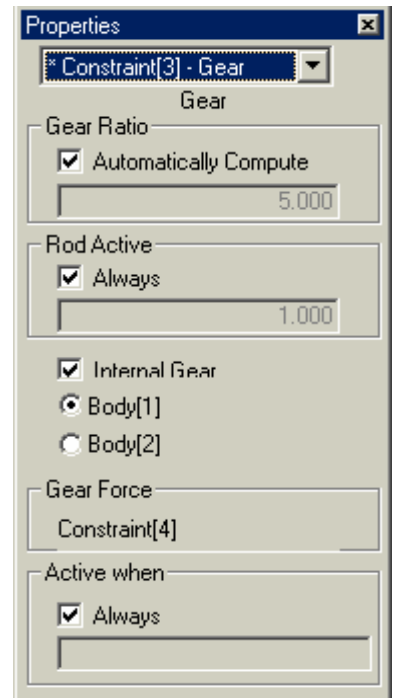 Properties
* Constraint[3] - Gear
Gear
Gear Ratio
Automatically Compute
5.000
Rod Active
Always
1.000
Internal Gear
Body[1]
Body[2]
Gear Force
Constraint[4]
Active when
Always